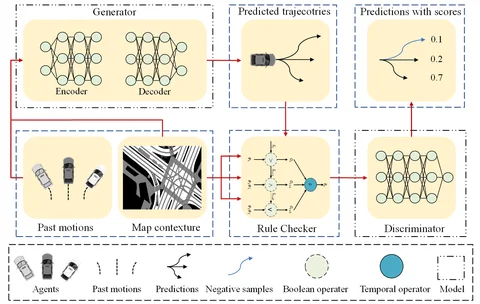 Generator
Predicted trajecotries
Predictions with scores
Encoder
Decoder
0.1
0.2
0.7
Past motions
Map contexture
Rule Checker
Discriminator
Agents
Past motions
Predictions
Negative samples
Boolean operator
Temporal operator
Model